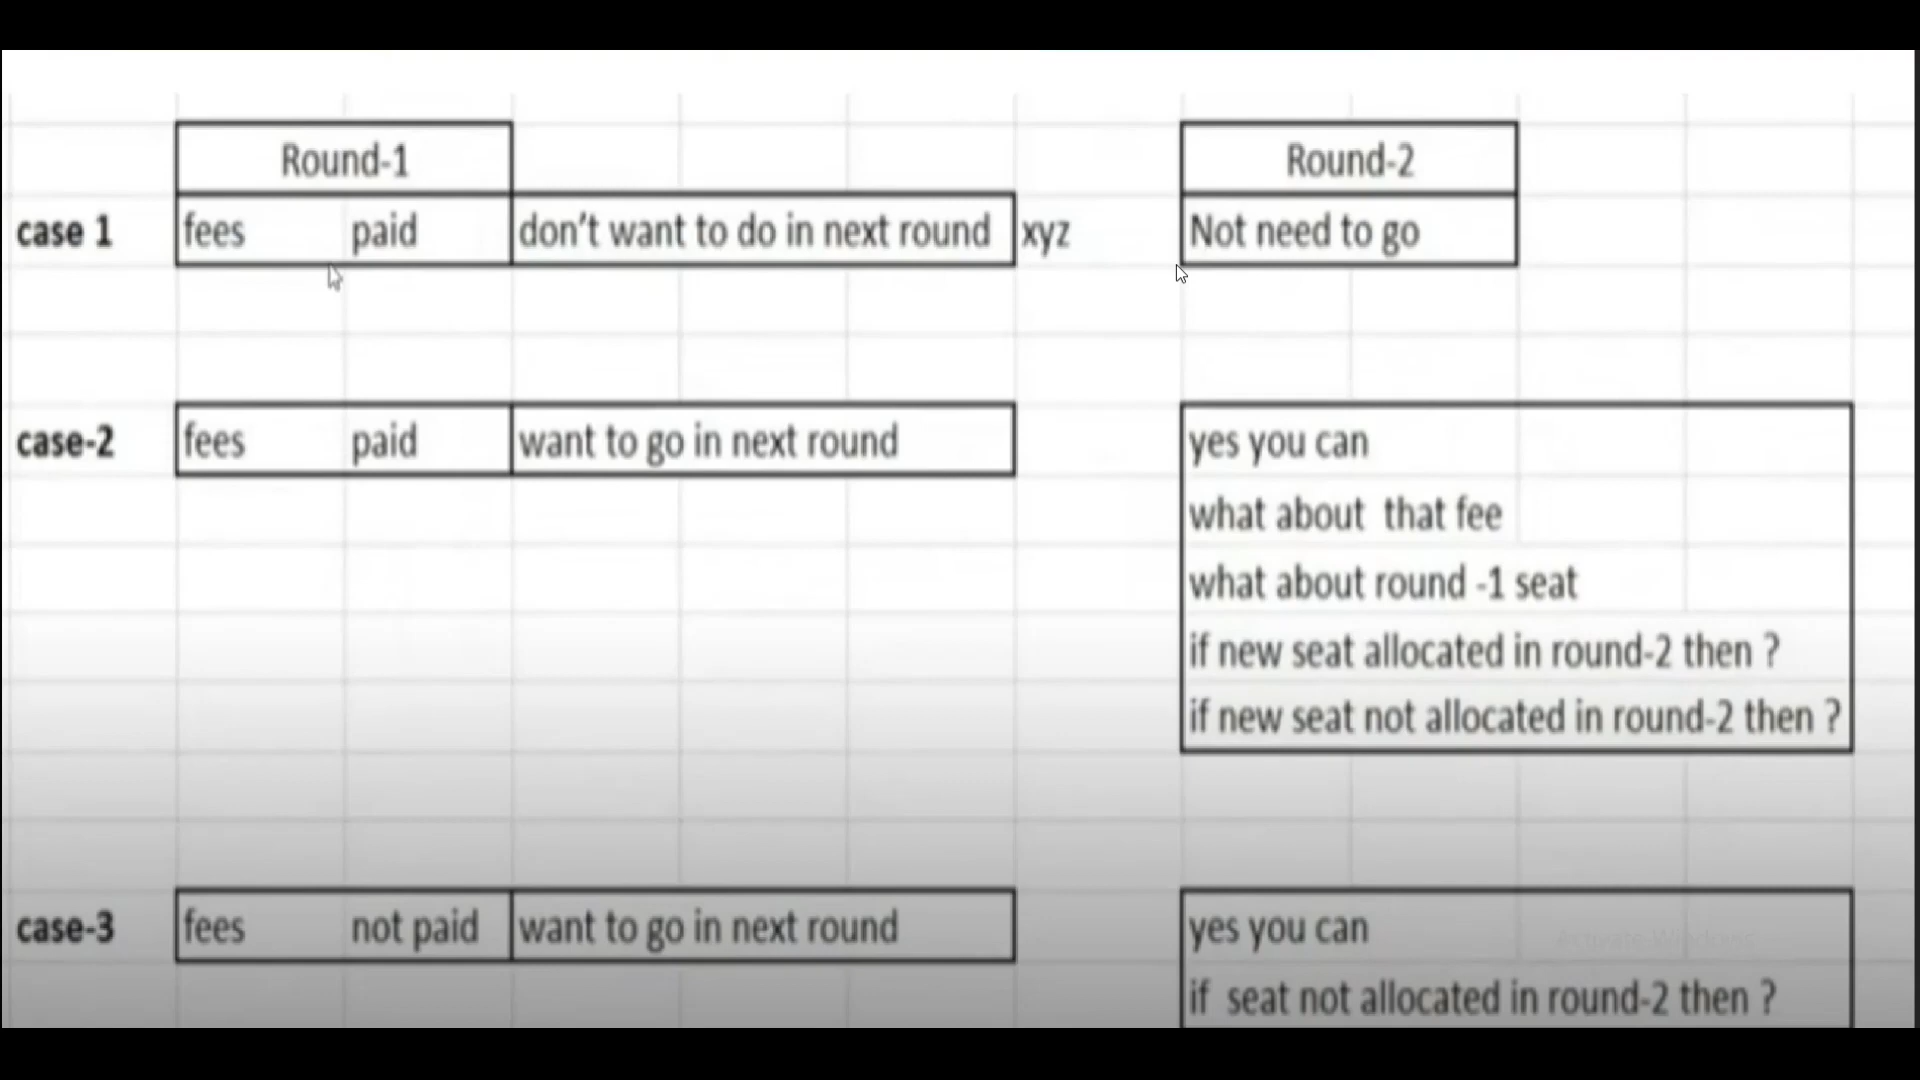 Round-1 Round-2
case 1 fees paid don't want to do in next round xyz Not need to go
case-2 fees paid want to go in next round yes you can
what about that fee
what about round -1 seat
if new seat allocated in round-2 then ?
if new seat not allocated in round-2 then ?
case-3 fees not paid want to go in next round yes you can
Activate Windows
if seat not allocated in round-2 then ?